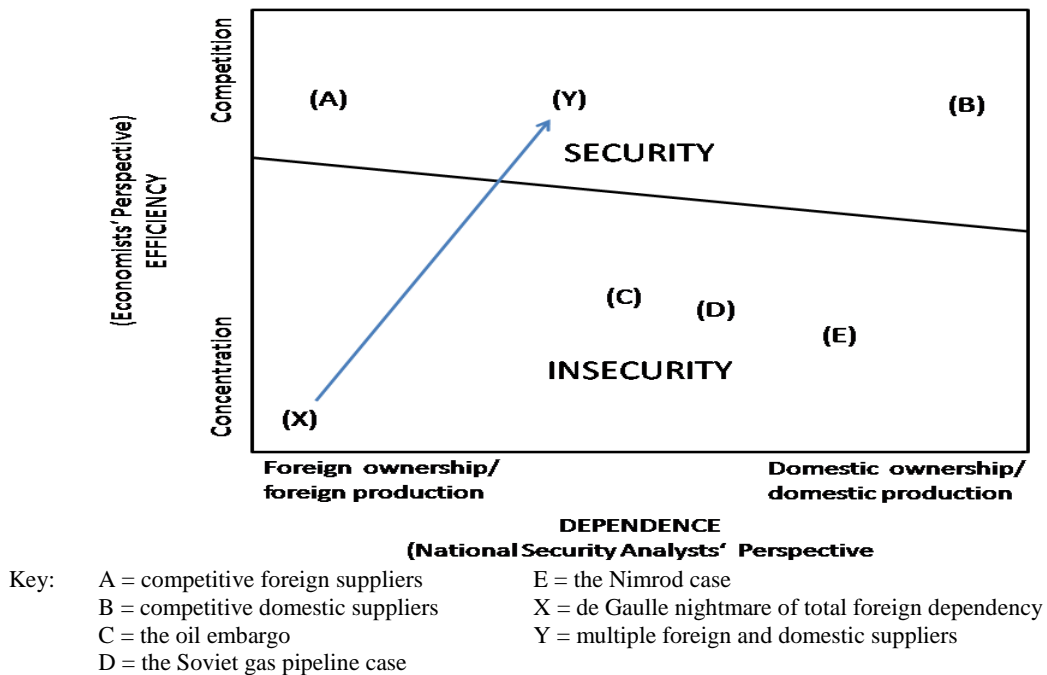 Competition
(Economists' Perspective)
EFFICIENCY
Concentration
(A)
(Y)
(B)
SECURITY
(C)
(D)
(E)
INSECURITY
(X)
Foreign ownership/
foreign production
Domestic ownership/
domestic production
DEPENDENCE
(National Security Analysts' Perspective
Key: A = competitive foreign suppliers
B = competitive domestic suppliers
C = the oil embargo
D = the Soviet gas pipeline case
E = the Nimrod case
X = de Gaulle nightmare of total foreign dependency
Y = multiple foreign and domestic suppliers